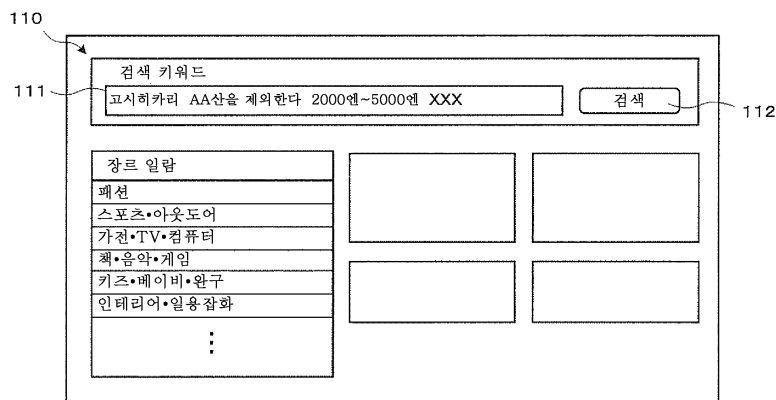 110
검색 키워드
111
고시히카리 AA산을 제외한다 2000엔~5000엔 XXX
검색
112
장르 일람
패션
스포츠•아웃도어
가전•TV•컴퓨터
책•음악•게임
키즈•베이비•완구
인테리어•일용잡화
⋮